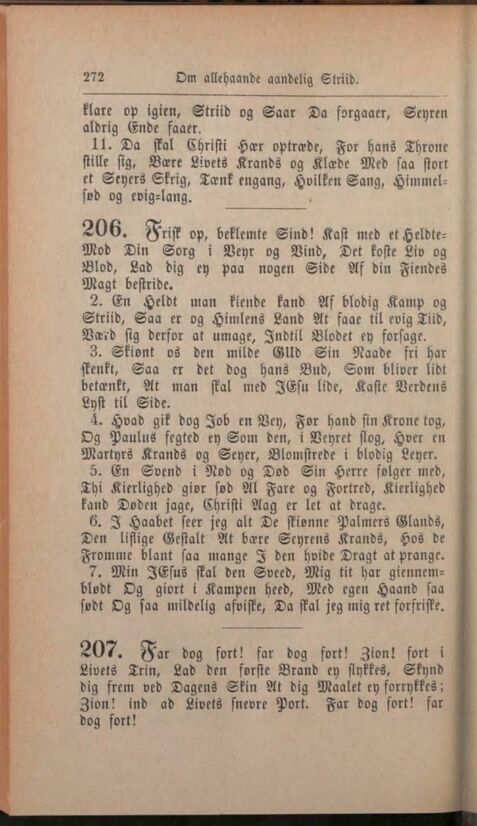 272 Om allehaande aandelig Striid.
klare op igien, Striid og Saar Da forgaaer, Seyren
aldrig Ende faaer.
11. Da skal Christi Hær optræde, For hans Throne
stille sig, Bære Livets Krands og Klæde Med saa stort
et Seyers Skrig, Tænk engang, Hvilken Sang, Himmel-
sød og evig-lang.
206. Frisk op, beklemte Sind! Kast med et Heldte-
Mod Din Sorg i Veyr og Vind, Det koste Liv og
Blod, Lad dig ey paa nogen Side Af din Fiendes
Magt bestride.
2. En Heldt man kiende kand Af blodig Kamp og
Striid, Saa er og Himlens Land At faae til evig Tiid,
Værd sig derfor at umage, Indtil Blodet ey forsage.
3. Skiønt os den milde GUd Sin Naade fri har
skenkt, Saa er det dog hans Bud, Som bliver lidt
betænkt, At man skal med JEsu lide, Kaste Verdens
Lyst til Side.
4. Hvad gik dog Job en Vey, Før hand sin Krone tog,
Og Paulus fegted ey Som den, i Veyret slog, Hver en
Martyrs Krands og Seyer, Blomstrede i blodig Leyer.
5. En Svend i Nød og Død Sin Herre følger med,
Thi Kierlighed giør sød Al Fare og Fortred, Kierlighed
kand Døden jage, Christi Aag er let at drage.
6. I Haabet seer jeg alt De skiønne Palmers Glands,
Den liflige Gestalt At bære Seyrens Krands, Hos de
Fromme blant saa mange I den hvide Dragt at prange.
7. Min JEsus skal den Sveed, Mig tit har giennem-
blødt Og giort i Kampen heed, Med egen Haand saa
sødt Og saa mildelig afviske, Da skal jeg mig ret forfriske.
207. Far dog fort! far dog fort! Zion! fort i
Livets Trin, Lad den første Brand ey slykkes, Skynd
dig frem ved Dagens Skin At dig Maalet ey forrykkes;
Zion! ind ad Livets snevre Port. Far dog fort! far
dog fort!